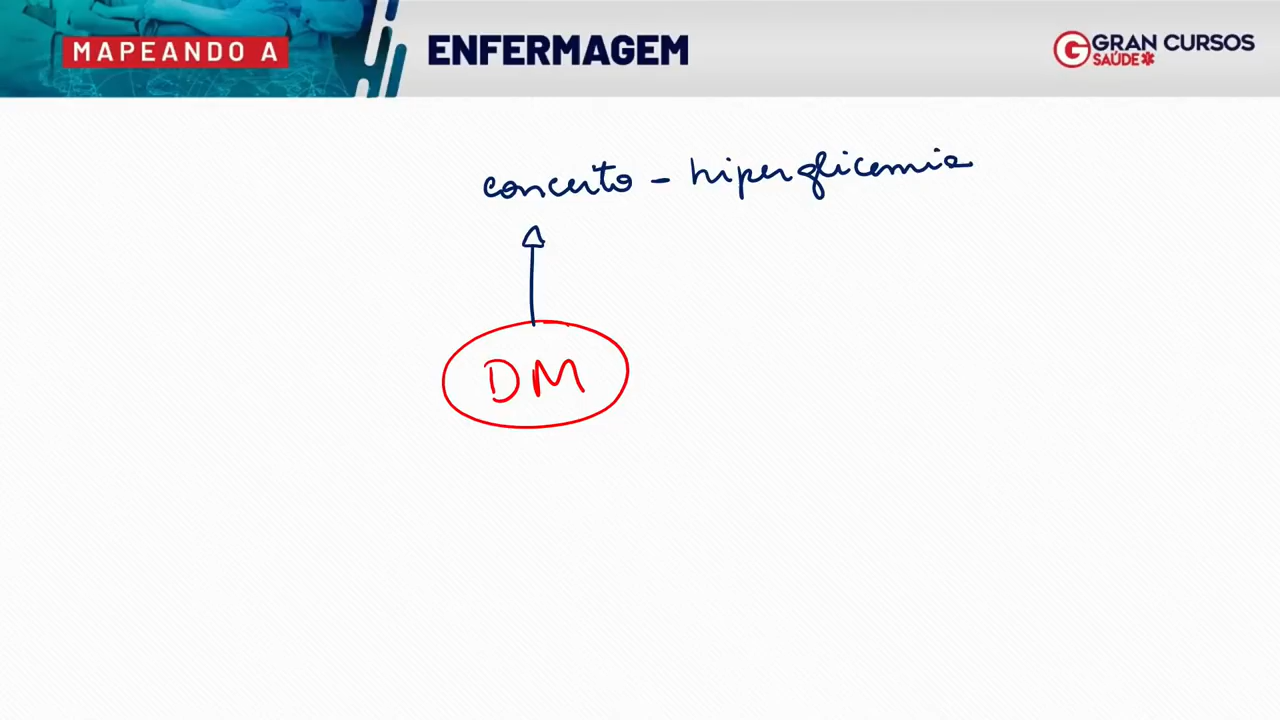 MAPEANDO A
ENFERMAGEM
GRAN CURSOS
SAÚDE
conceito - hiperglicemia
DM